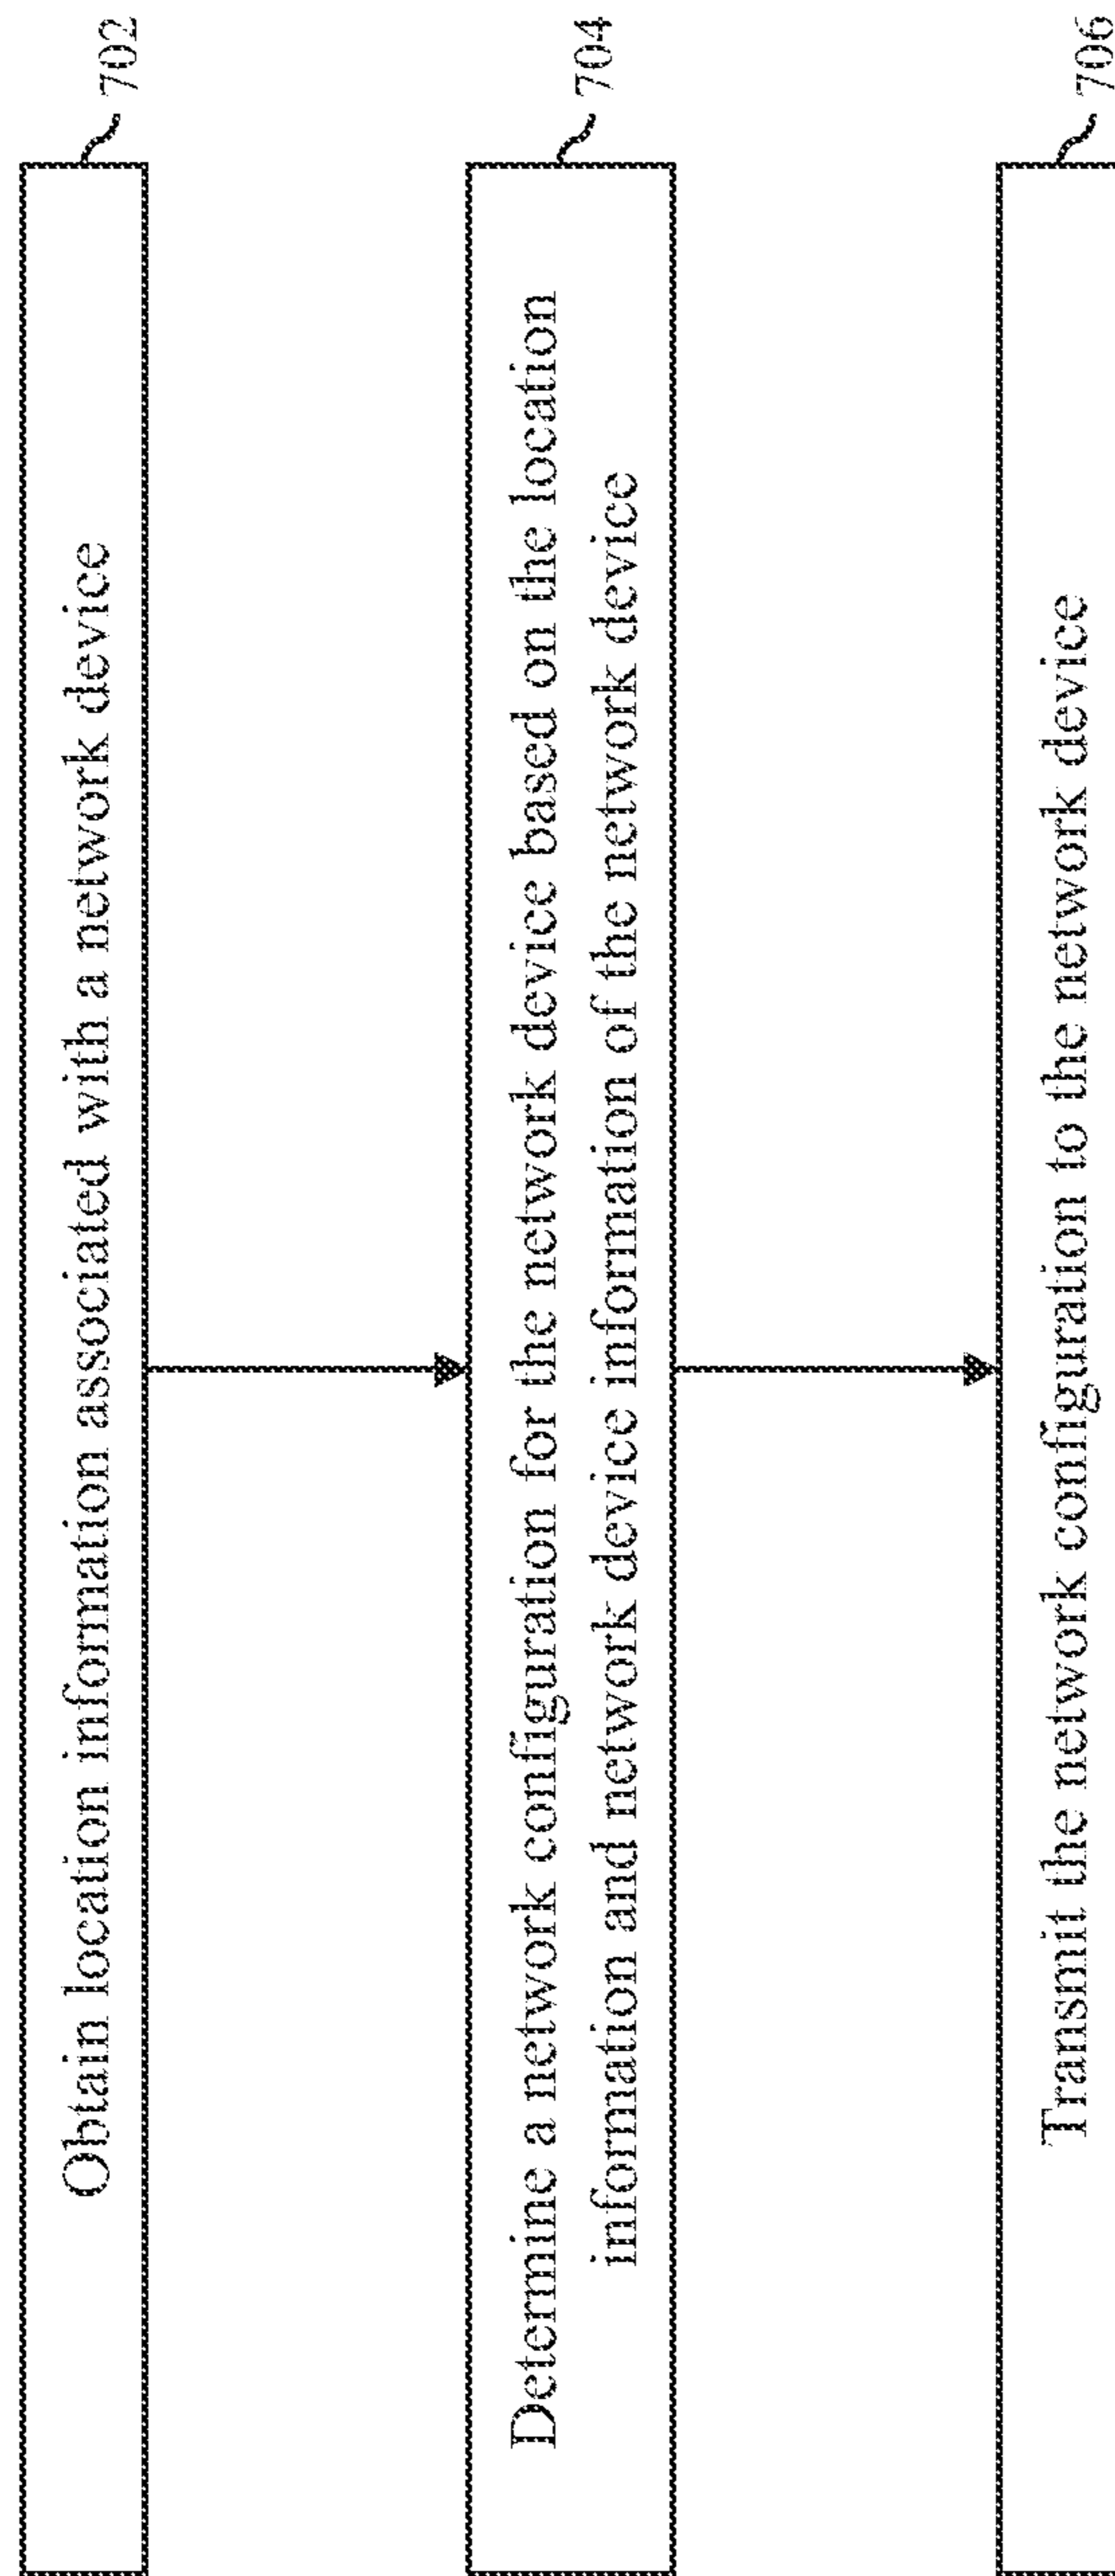 Obtain location information associated with a network device
702
Determine a network configuration for the network device based on the location
information and network device information of the network device
704
Transmit the network configuration to the network device
706